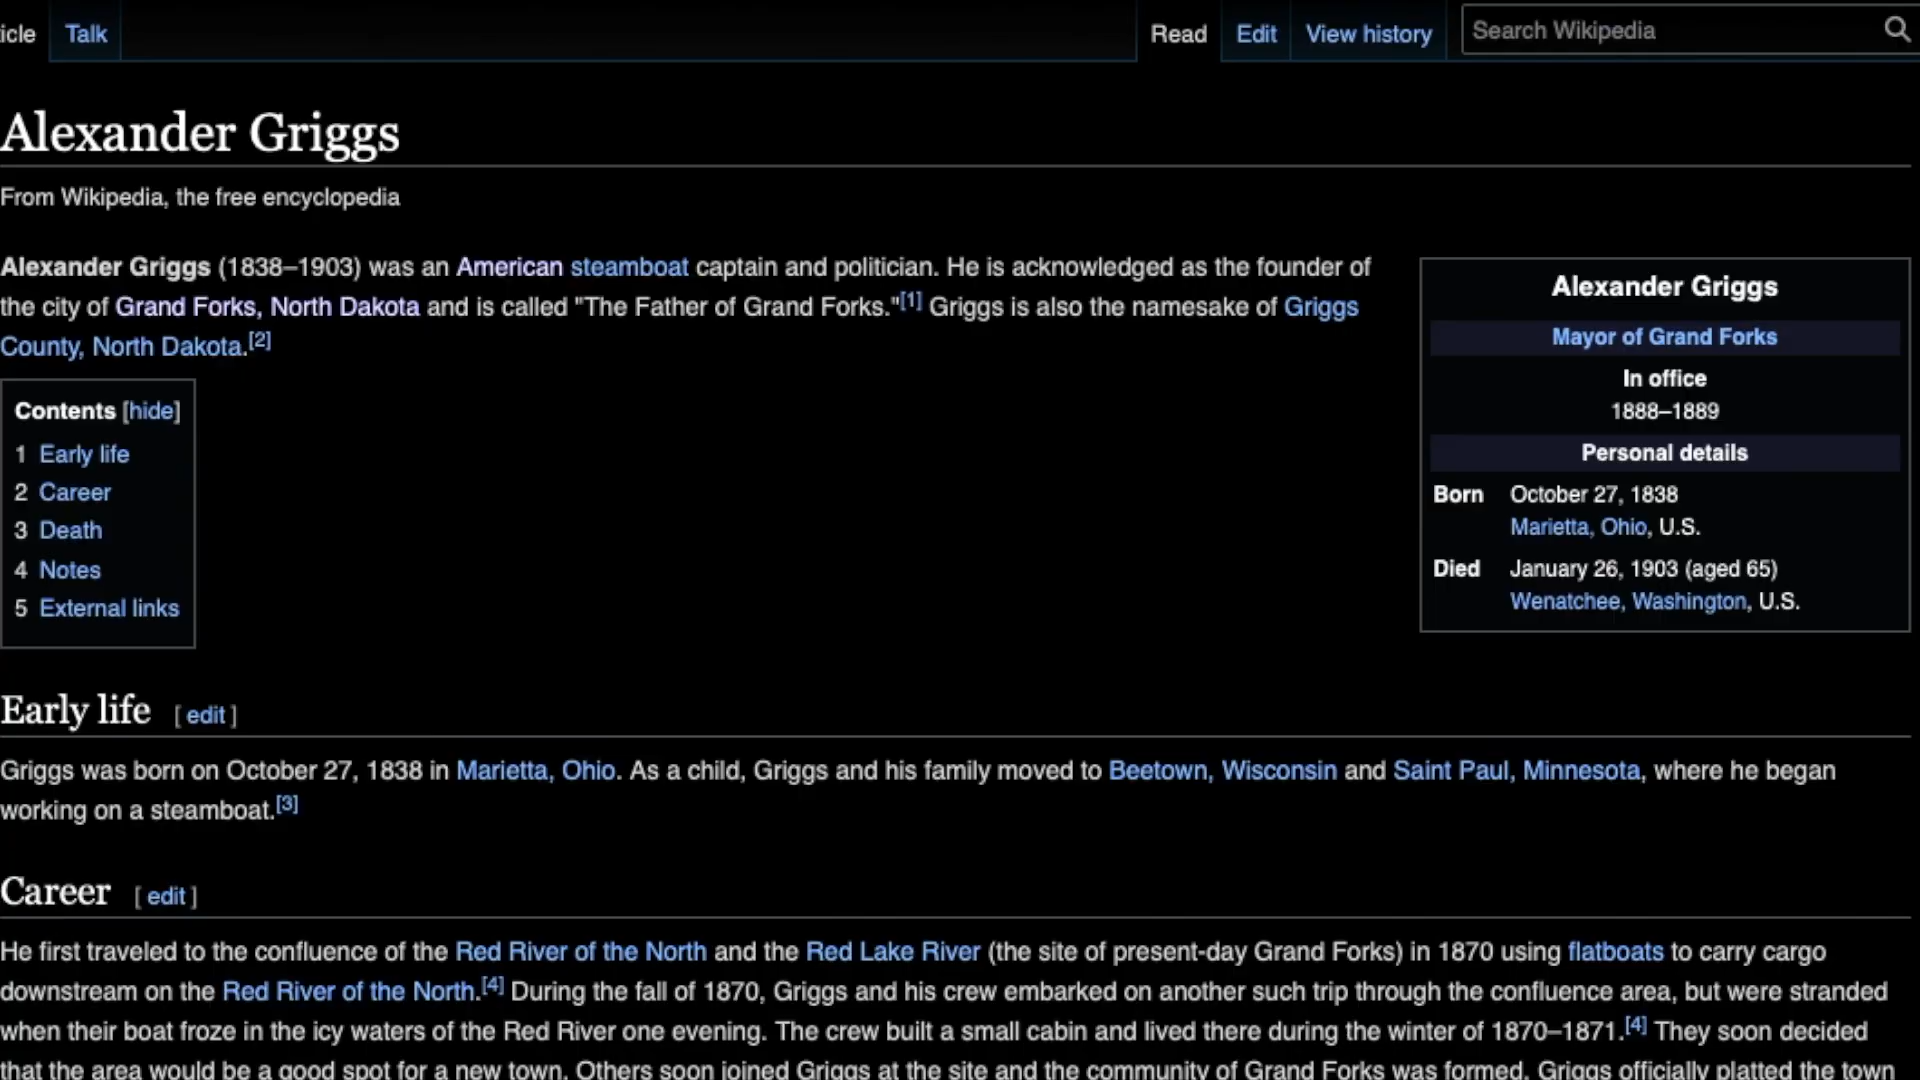 icle Talk Read Edit View history Search Wikipedia
Alexander Griggs
From Wikipedia, the free encyclopedia
Alexander Griggs (1838–1903) was an American steamboat captain and politician. He is acknowledged as the founder of
the city of Grand Forks, North Dakota and is called "The Father of Grand Forks."[1] Griggs is also the namesake of Griggs
County, North Dakota.[2]
Alexander Griggs
Mayor of Grand Forks
In office
1888–1889
Personal details
Born October 27, 1838
Marietta, Ohio, U.S.
Died January 26, 1903 (aged 65)
Wenatchee, Washington, U.S.
Contents [hide]
1 Early life
2 Career
3 Death
4 Notes
5 External links
Early life [ edit ]
Griggs was born on October 27, 1838 in Marietta, Ohio. As a child, Griggs and his family moved to Beetown, Wisconsin and Saint Paul, Minnesota, where he began
working on a steamboat.[3]
Career [ edit ]
He first traveled to the confluence of the Red River of the North and the Red Lake River (the site of present-day Grand Forks) in 1870 using flatboats to carry cargo
downstream on the Red River of the North.[4] During the fall of 1870, Griggs and his crew embarked on another such trip through the confluence area, but were stranded
when their boat froze in the icy waters of the Red River one evening. The crew built a small cabin and lived there during the winter of 1870–1871.[4] They soon decided
that the area would be a good spot for a new town. Others soon joined Griggs at the site and the community of Grand Forks was formed. Griggs officially platted the town